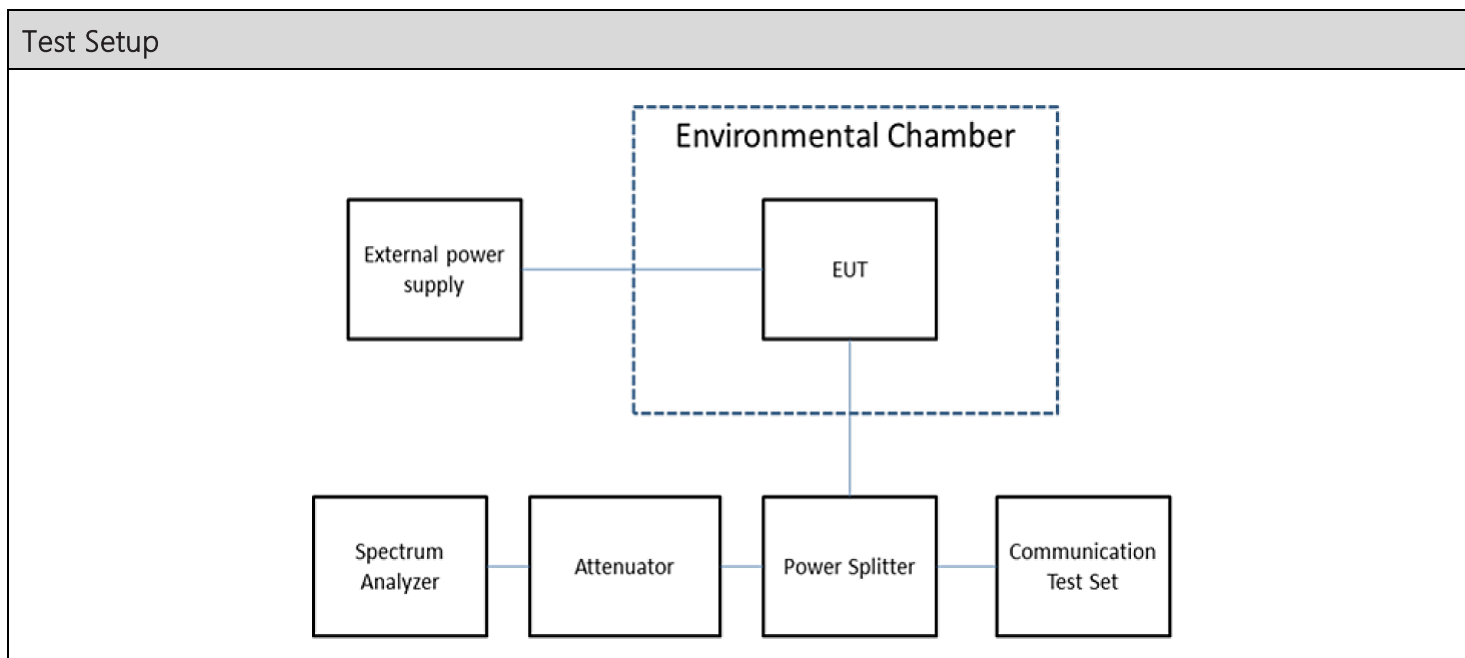 Test Setup
Environmental Chamber
External power
supply
EUT
Spectrum
Analyzer
Attenuator
Power Splitter
Communication
Test Set